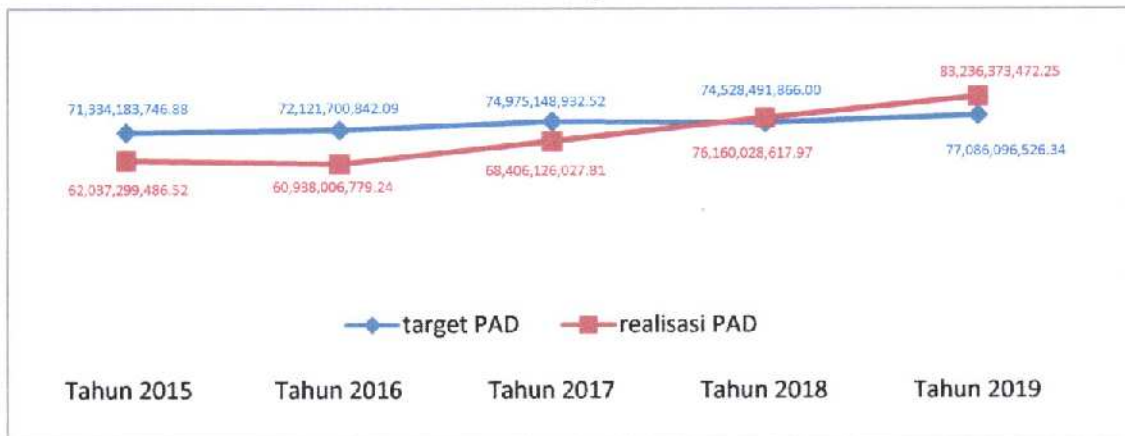 83,236,373,472.25
71,334,183,746.88 72,121,700,842.09 74,975,148,932.52 74,528,491,866.00
62,037,299,486.52 60,938,006,779.24 68,406,126,027.81 76,160,028,617.97 77,086,096,526.34
target PAD realisasi PAD
Tahun 2015 Tahun 2016 Tahun 2017 Tahun 2018 Tahun 2019